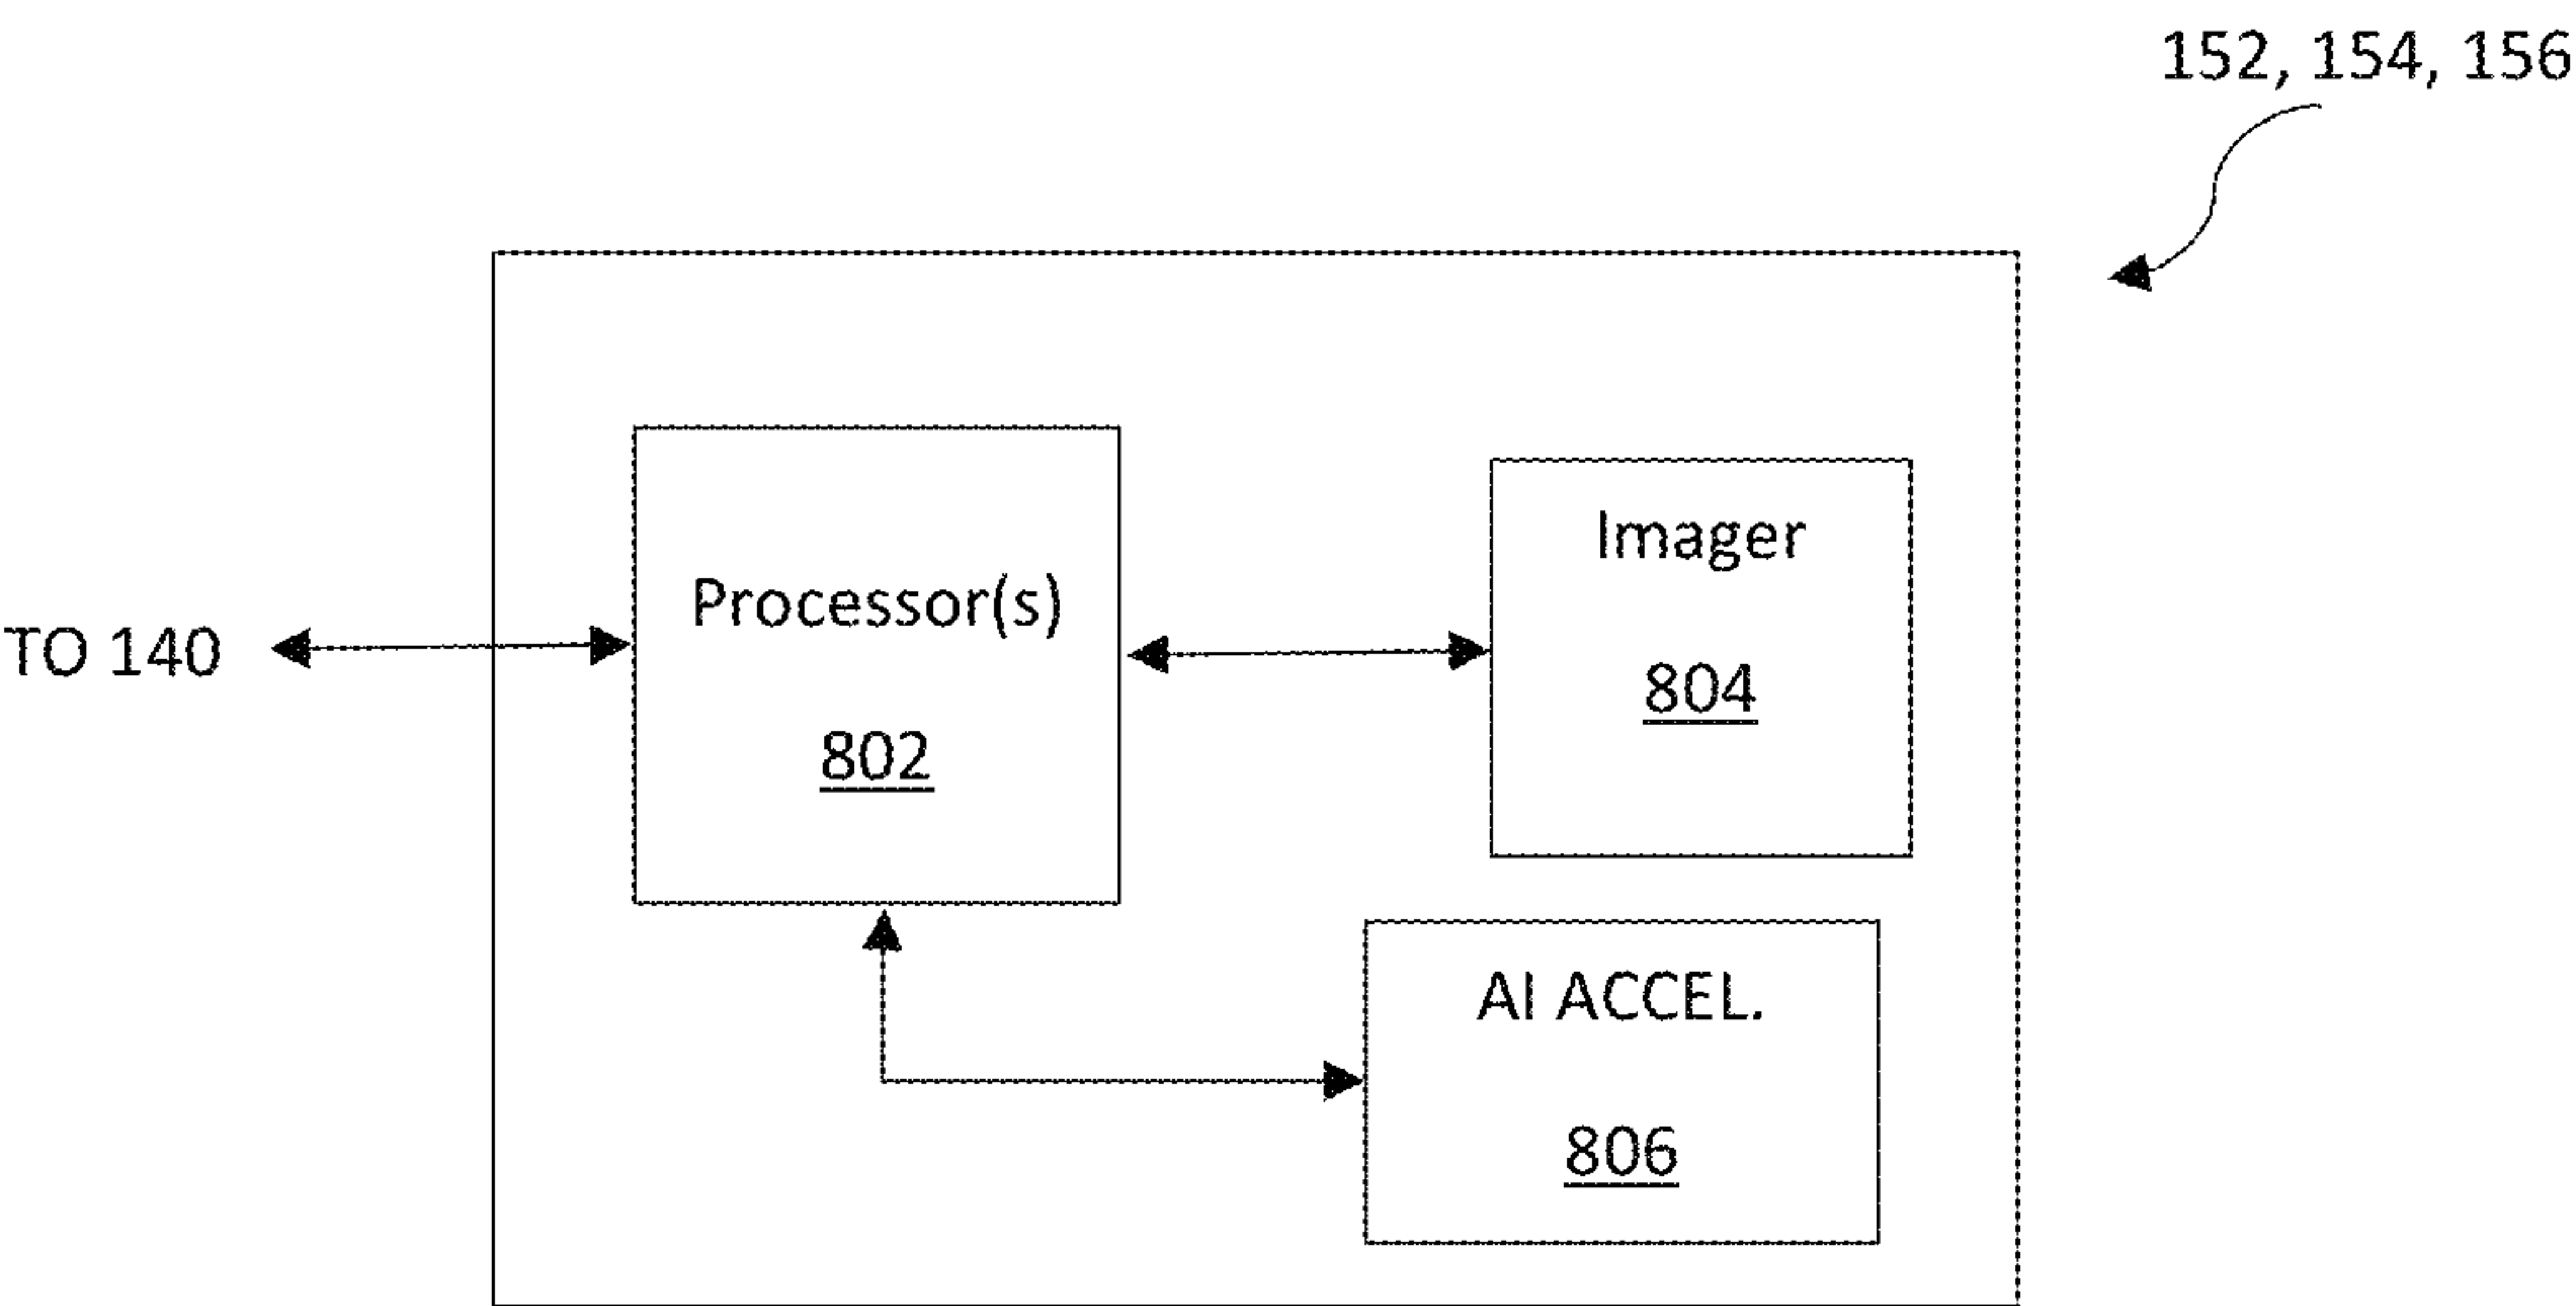 152, 154, 156
Imager
Processor(s)
TO 140
804
802
AI ACCEL.
806